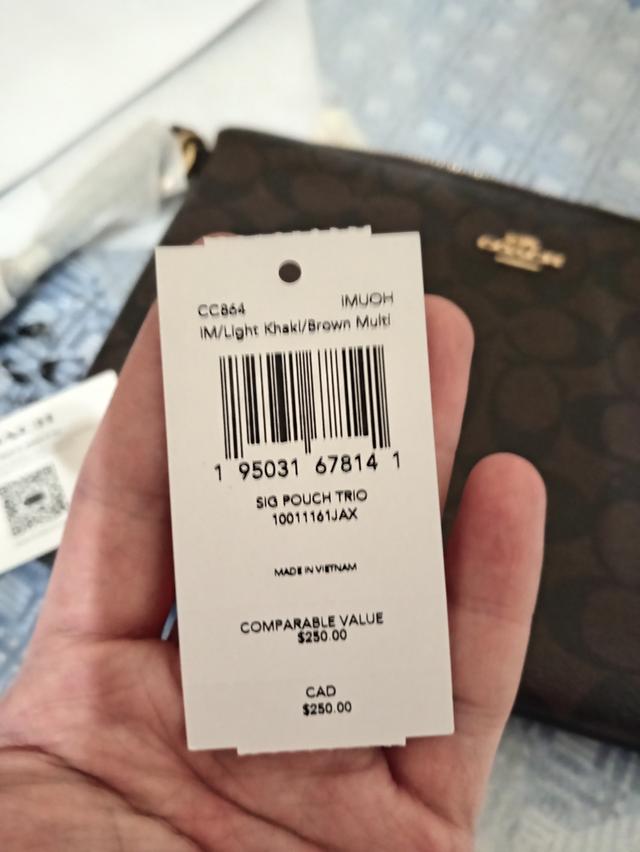 CC864 IMUOH
IM/Light Khaki/Brown Multi
1 95031 67814 1
SIG POUCH TRIO
10011161JAX
MADE IN VIETNAM
COMPARABLE VALUE
$250.00
CAD
$250.00
COACH